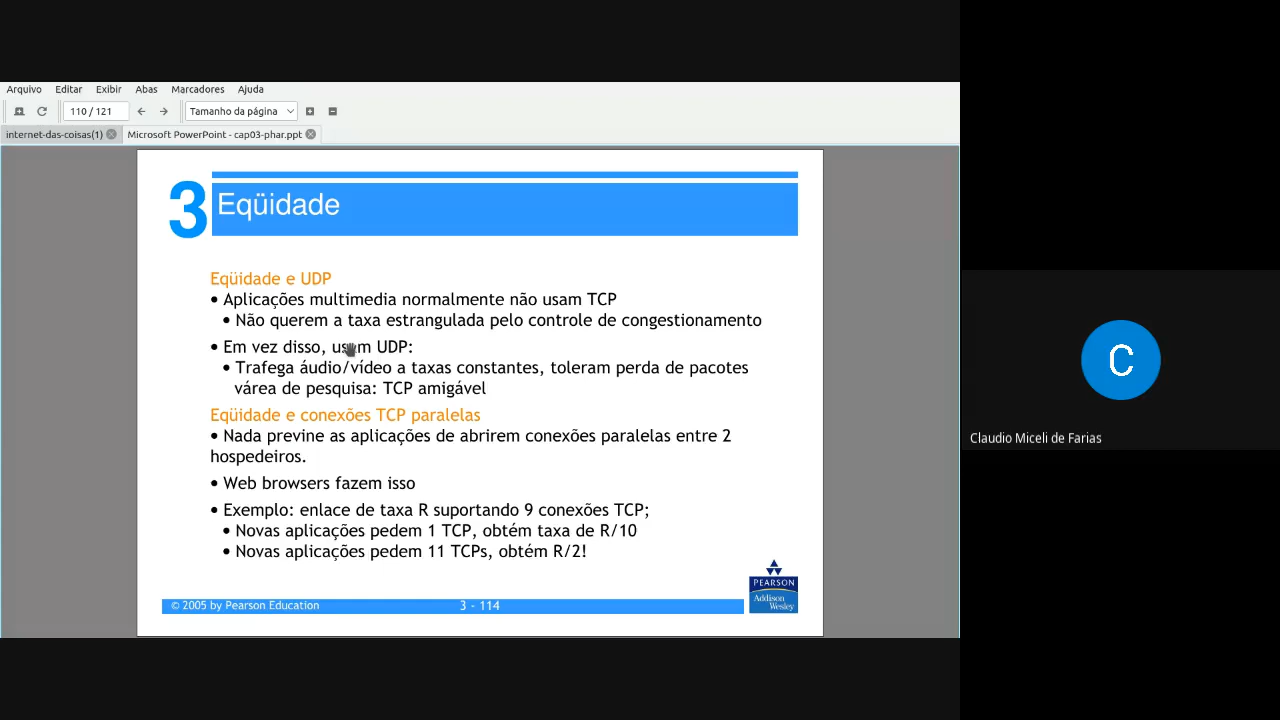 Arquivo Editar Exibir Abas Marcadores Ajuda
110 / 121 Tamanho da página
internet-das-coisas(1) Microsoft PowerPoint - cap03-phar.ppt
3 Eqüidade
Eqüidade e UDP
• Aplicações multimedia normalmente não usam TCP
• Não querem a taxa estrangulada pelo controle de congestionamento
• Em vez disso, usam UDP:
• Trafega áudio/vídeo a taxas constantes, toleram perda de pacotes
várea de pesquisa: TCP amigável
Eqüidade e conexões TCP paralelas
• Nada previne as aplicações de abrirem conexões paralelas entre 2
hospedeiros.
• Web browsers fazem isso
• Exemplo: enlace de taxa R suportando 9 conexões TCP;
• Novas aplicações pedem 1 TCP, obtém taxa de R/10
• Novas aplicações pedem 11 TCPs, obtém R/2!
PEARSON
Addison
Wesley
© 2005 by Pearson Education 3 - 114
C
Claudio Miceli de Farias